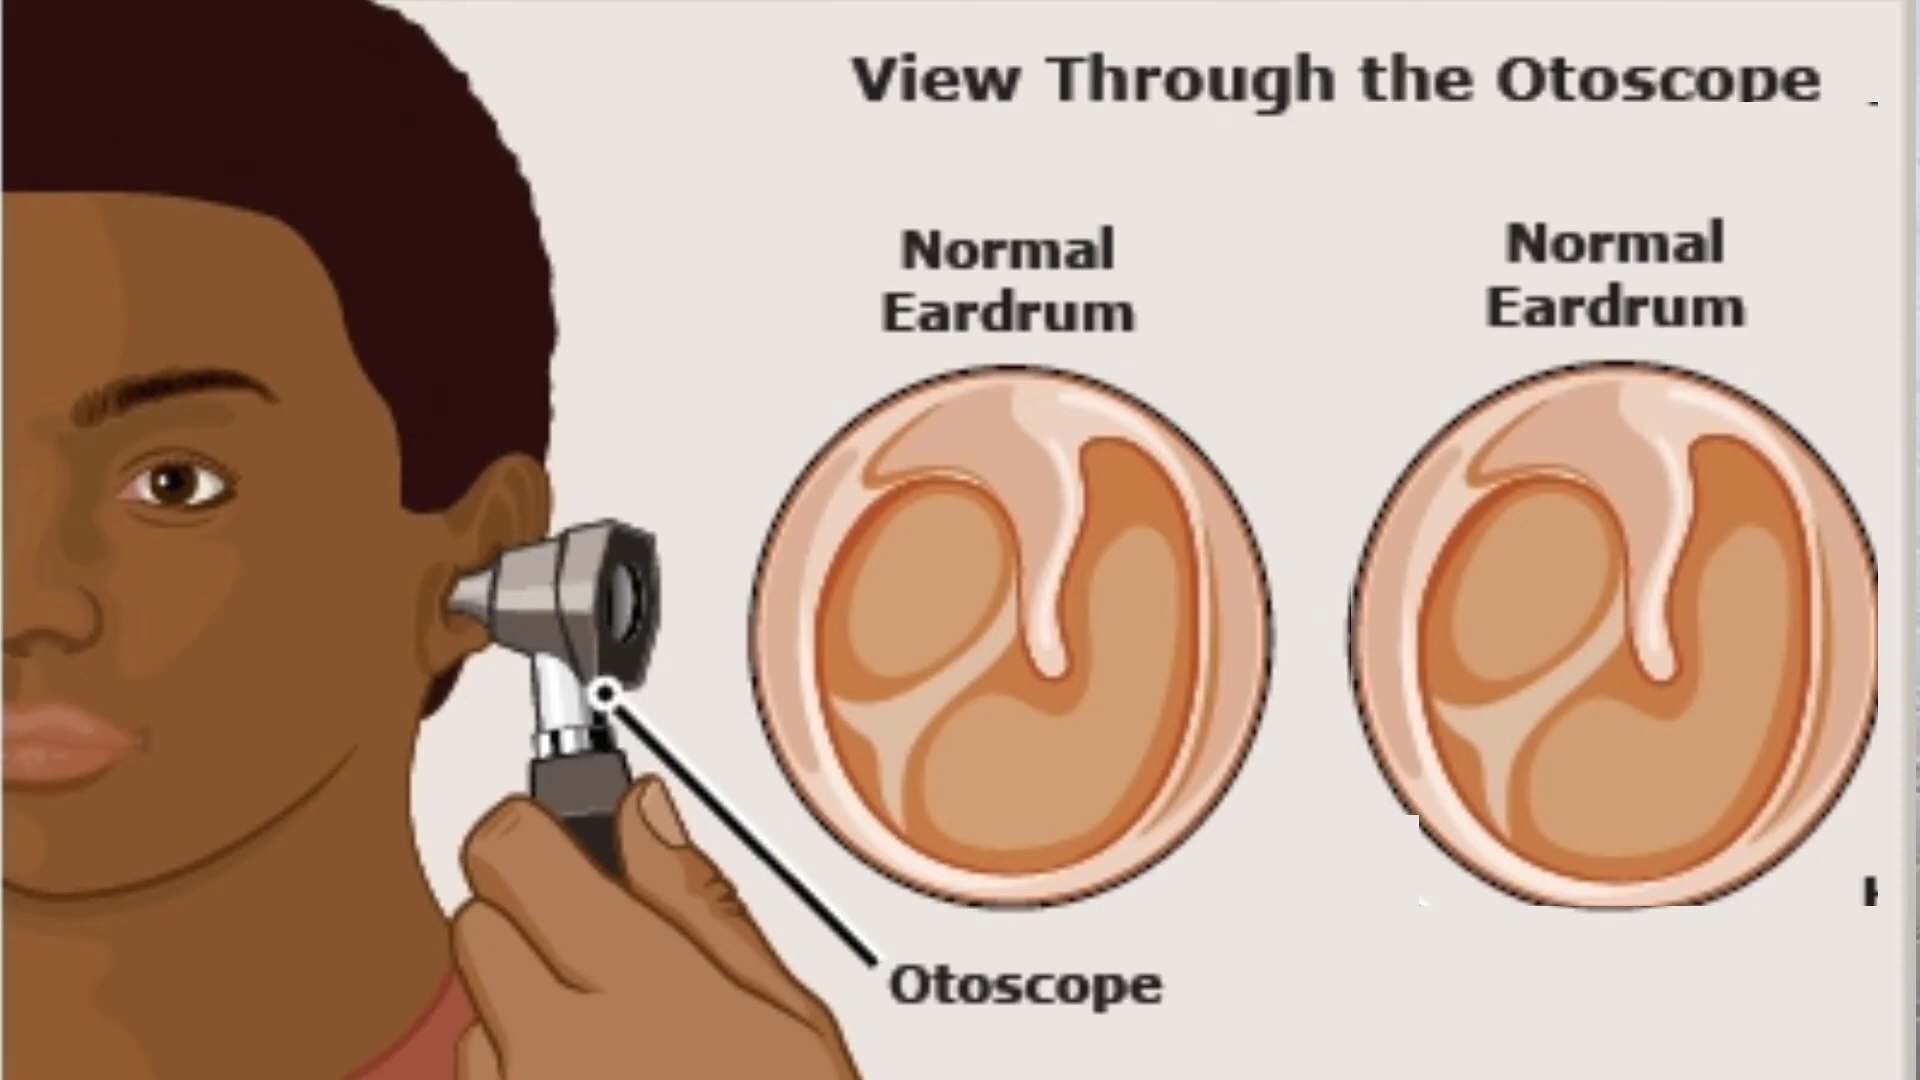 View Through the Otoscope
Normal
Eardrum
Normal
Eardrum
Otoscope